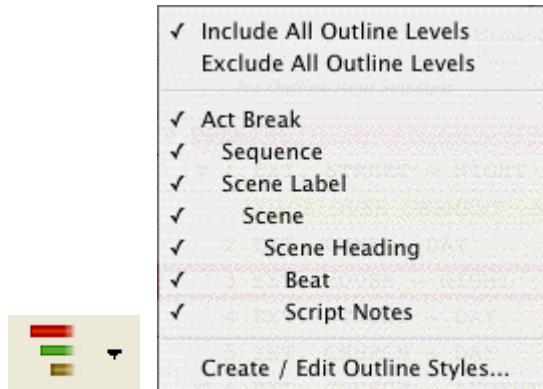 Include All Outline Levels
Exclude All Outline Levels
Act Break
Sequence
Scene Label
Scene
Scene Heading
Beat
Script Notes
Create / Edit Outline Styles...